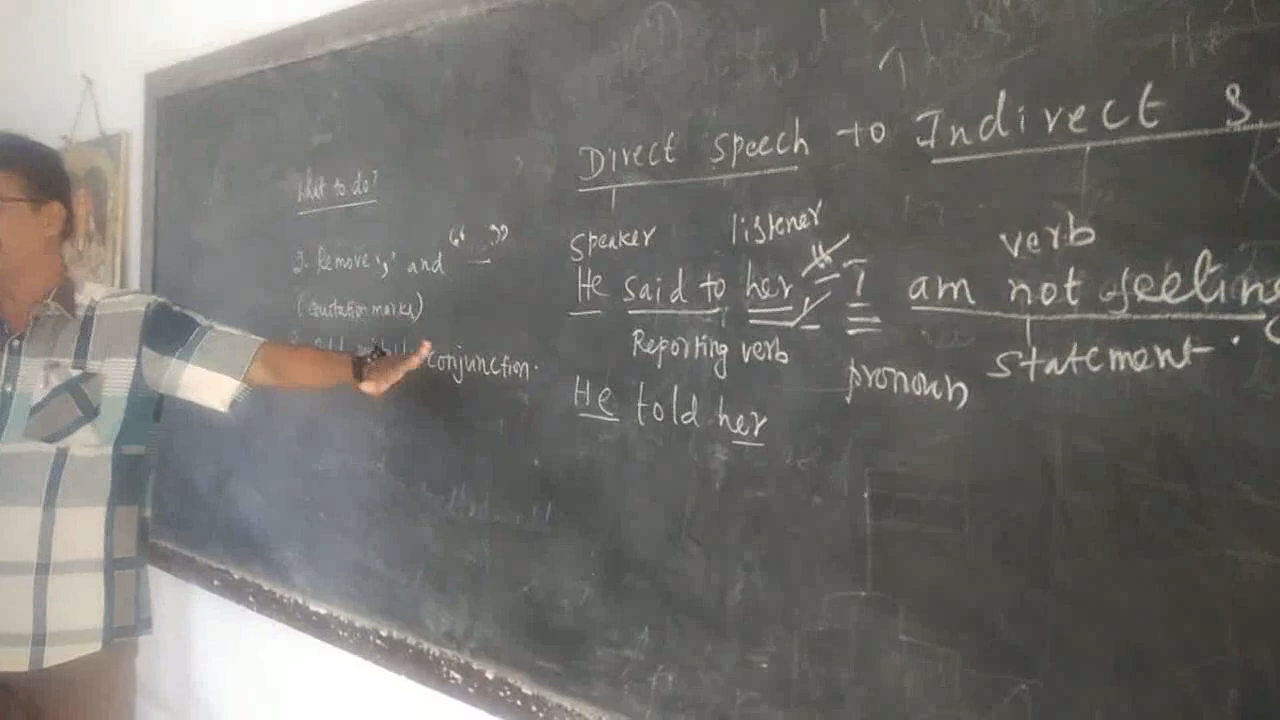 Direct speech to Indirect S
What to do?
1. Remove ',' and “ _ ”
(Quotation marks)
conjunction.
Speaker listener verb
He said to her I am not feeling
Reporting verb pronoun statement.
He told her